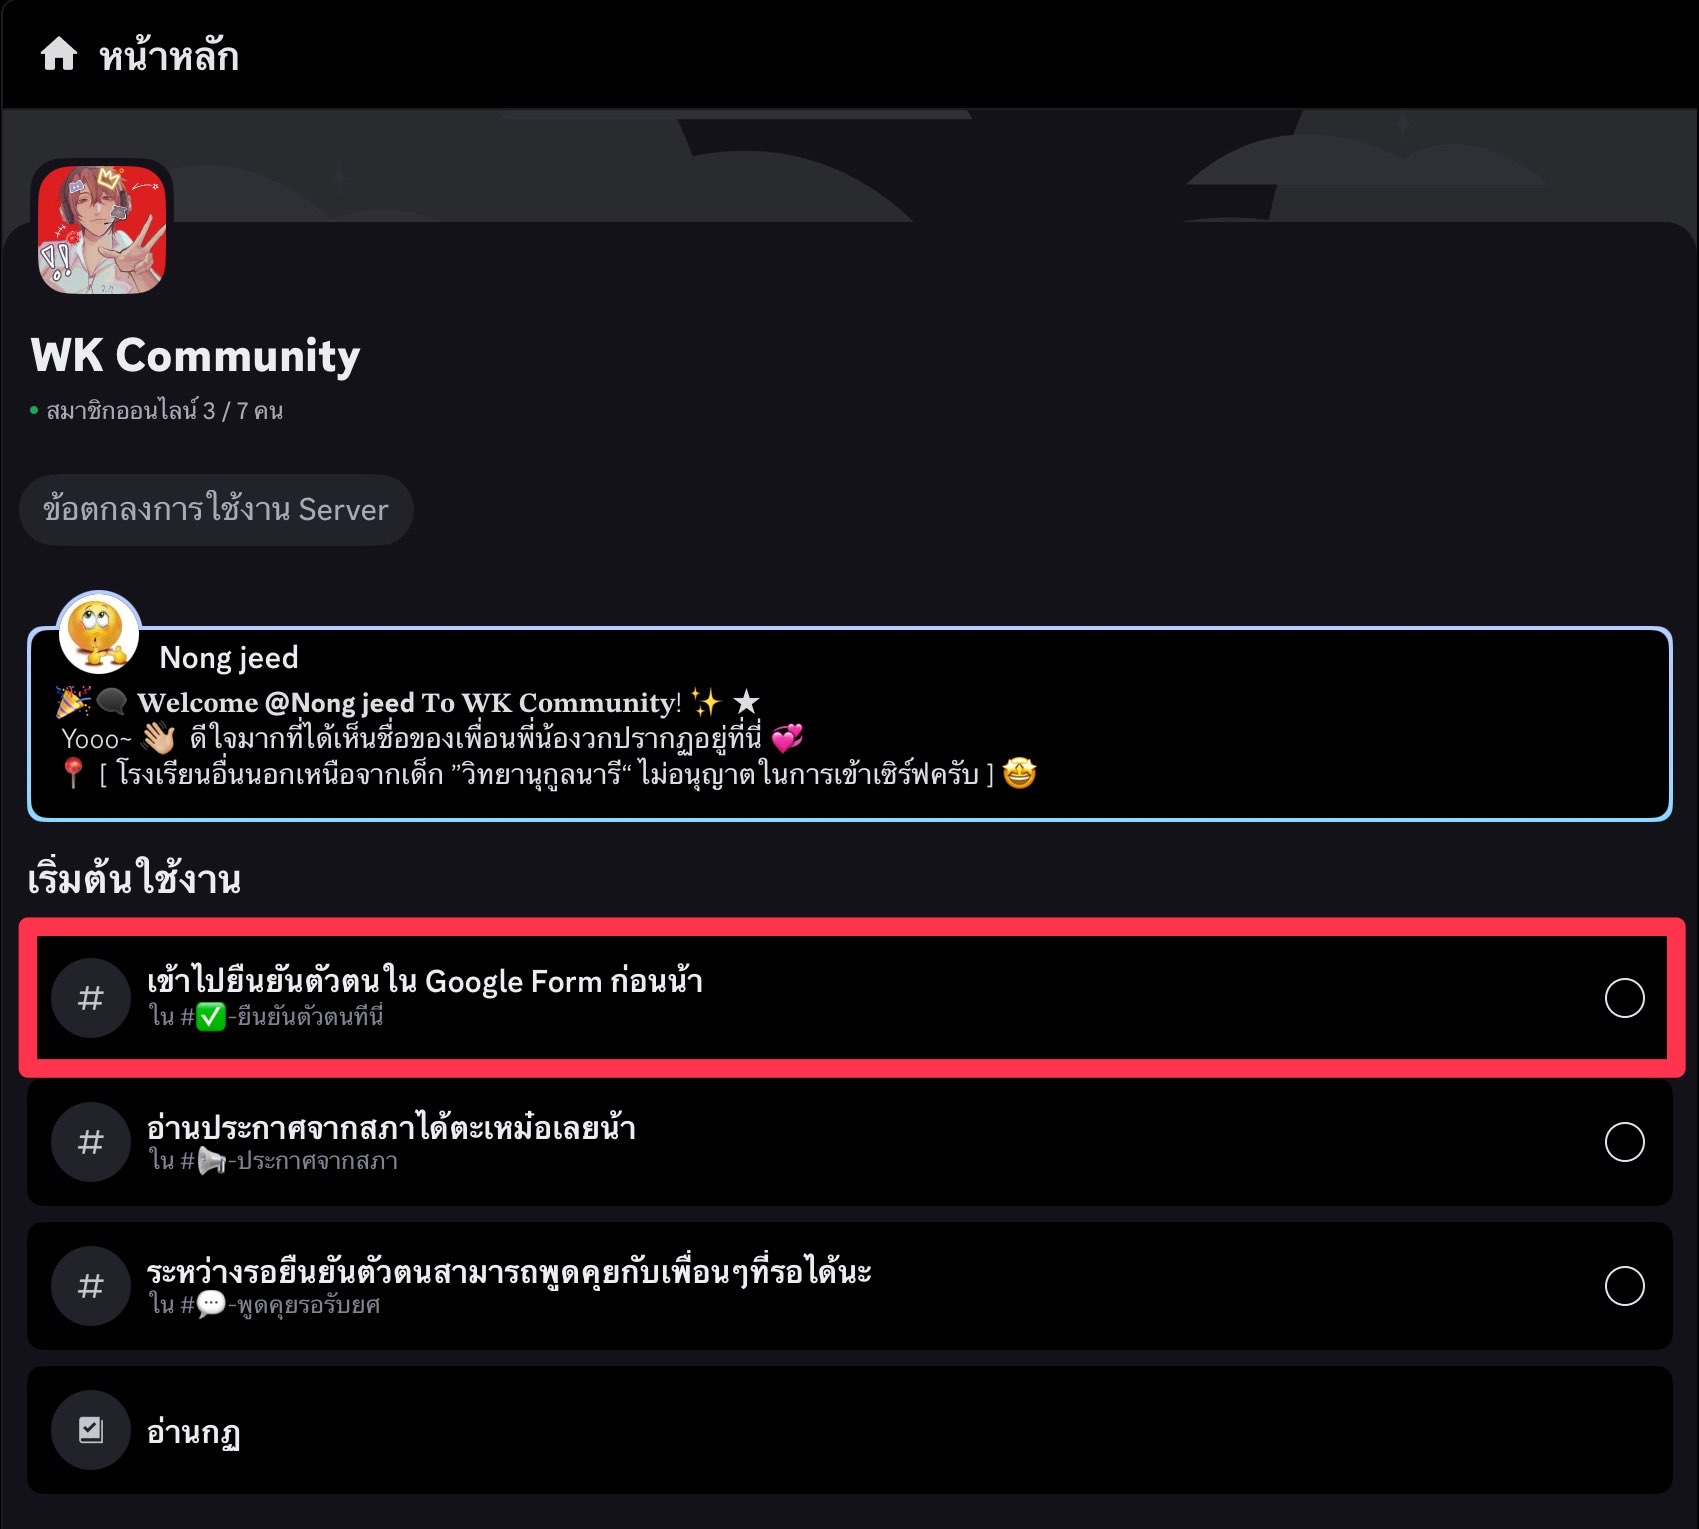 หน้าหลัก
WK Community
สมาชิกออนไลน์ 3 / 7 คน
ข้อตกลงการใช้งาน Server
Nong jeed
🎉🗨️ Welcome @Nong jeed To WK Community! ✨ ★
Yooo~ 👋🏼 ดีใจมากที่ได้เห็นชื่อของเพื่อนพี่น้องวกปรากฏอยู่ที่นี่ 💞
📍 [ โรงเรียนอื่นนอกเหนือจากเด็ก ”วิทยานุกูลนารี“ ไม่อนุญาตในการเข้าเซิร์ฟครับ ] 🤩
เริ่มต้นใช้งาน
เข้าไปยืนยันตัวตนใน Google Form ก่อนน้า
ใน #✅-ยืนยันตัวตนทีนี่
อ่านประกาศจากสภาได้ตะเหม๋อเลยน้า
ใน #📢-ประกาศจากสภา
ระหว่างรอยืนยันตัวตนสามารถพูดคุยกับเพื่อนๆที่รอได้นะ
ใน #💬-พูดคุยรอรับยศ
อ่านกฏ